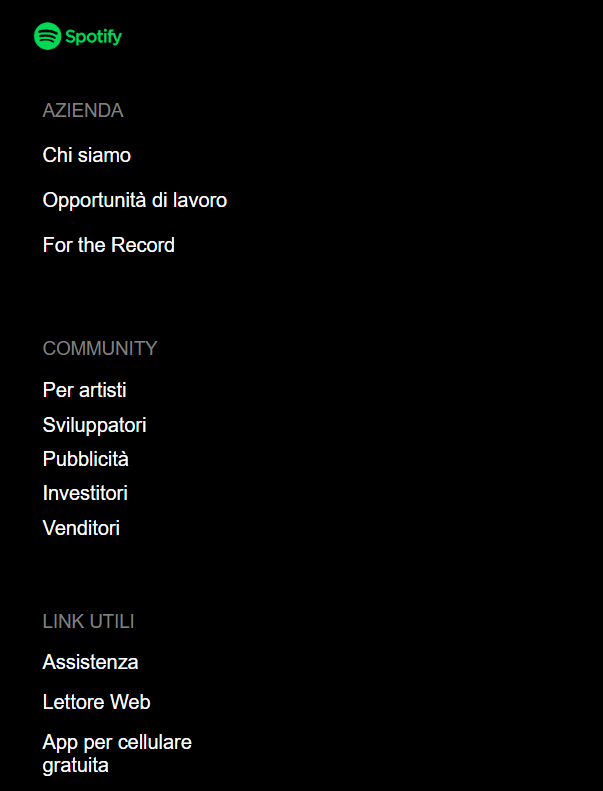 Spotify
AZIENDA
Chi siamo
Opportunità di lavoro
For the Record
COMMUNITY
Per artisti
Sviluppatori
Pubblicità
Investitori
Venditori
LINK UTILI
Assistenza
Lettore Web
App per cellulare
gratuita